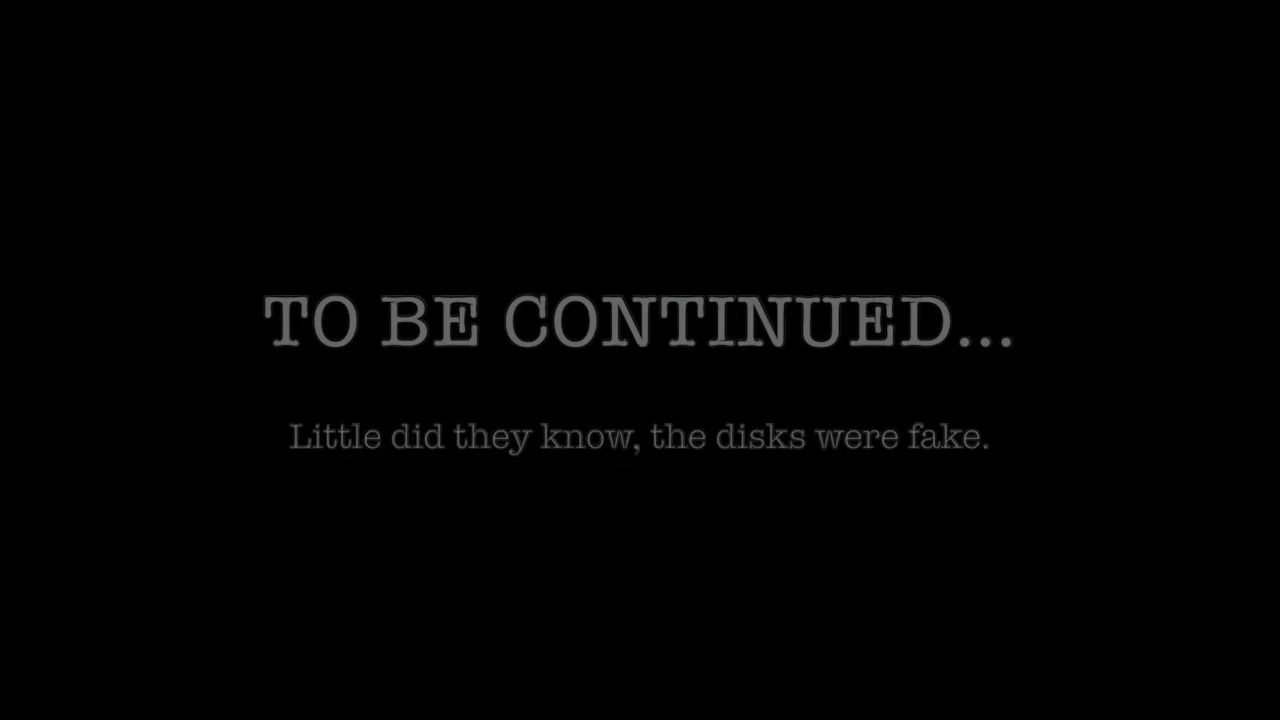 TO BE CONTINUED...
Little did they know, the disks were fake.